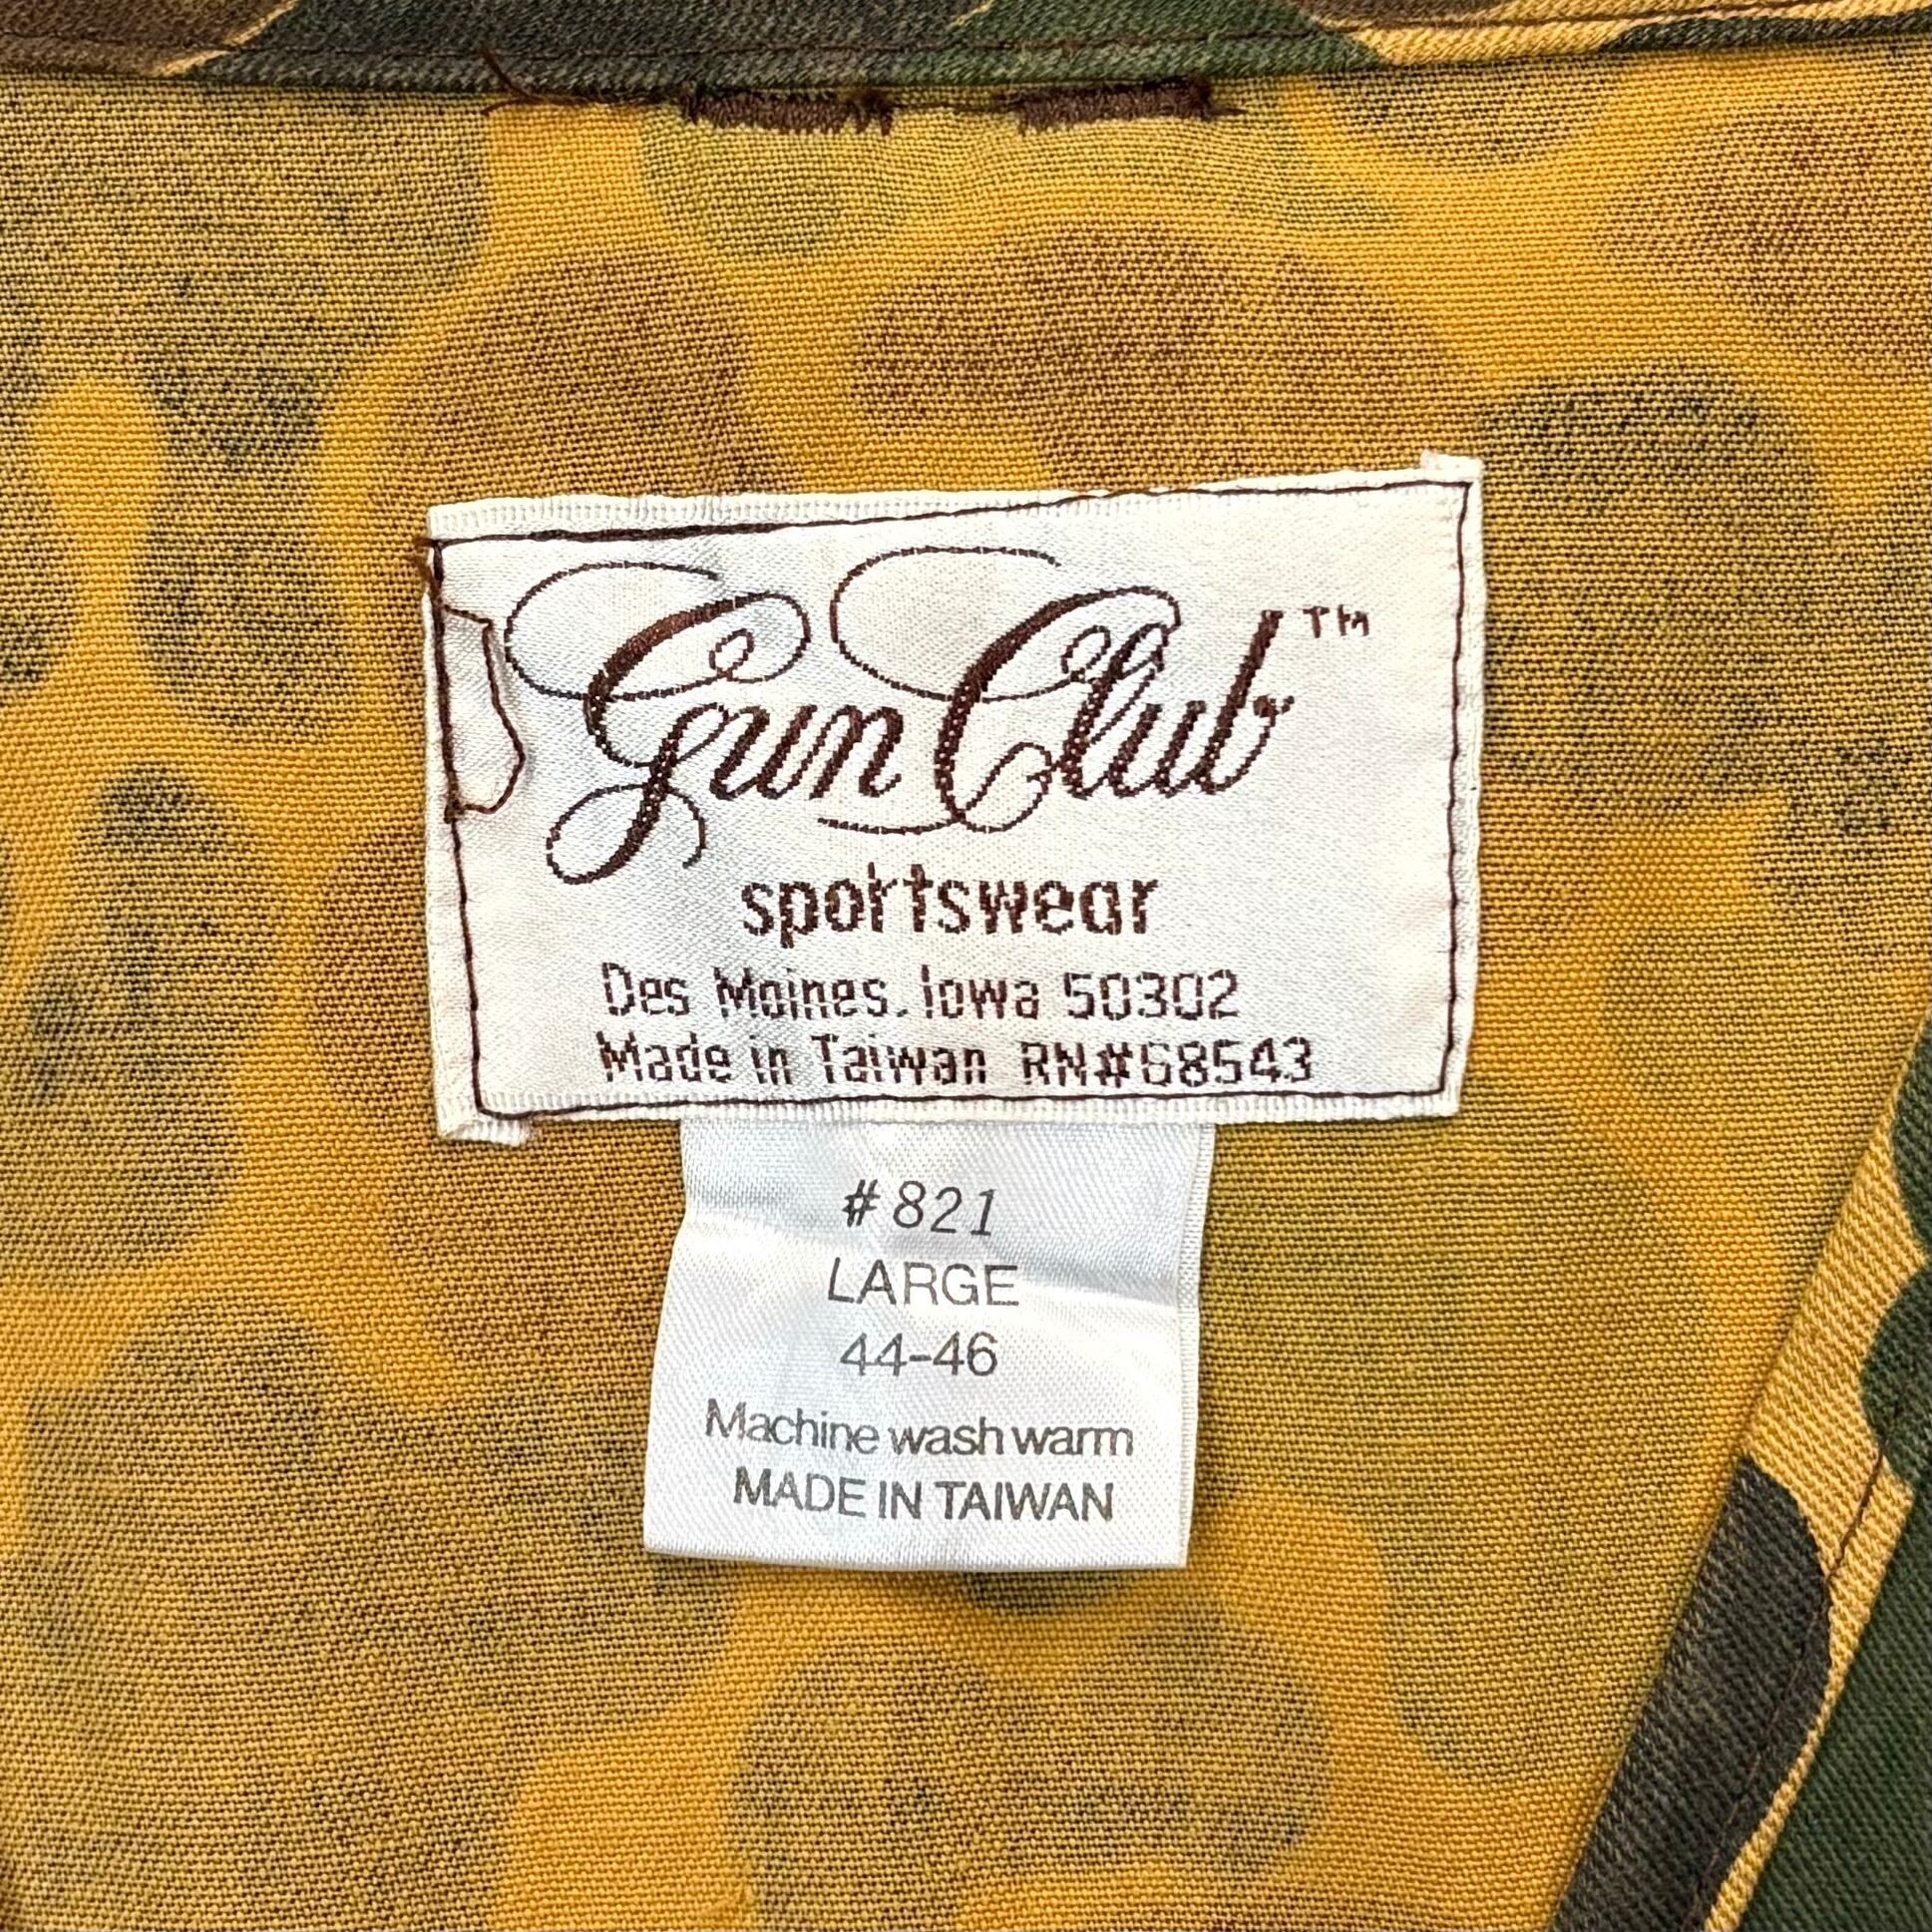 Gun Club™
sportswear
Des Moines, Iowa 50302
Made in Taiwan RN#68543
#821
LARGE
44-46
Machine wash warm
MADE IN TAIWAN